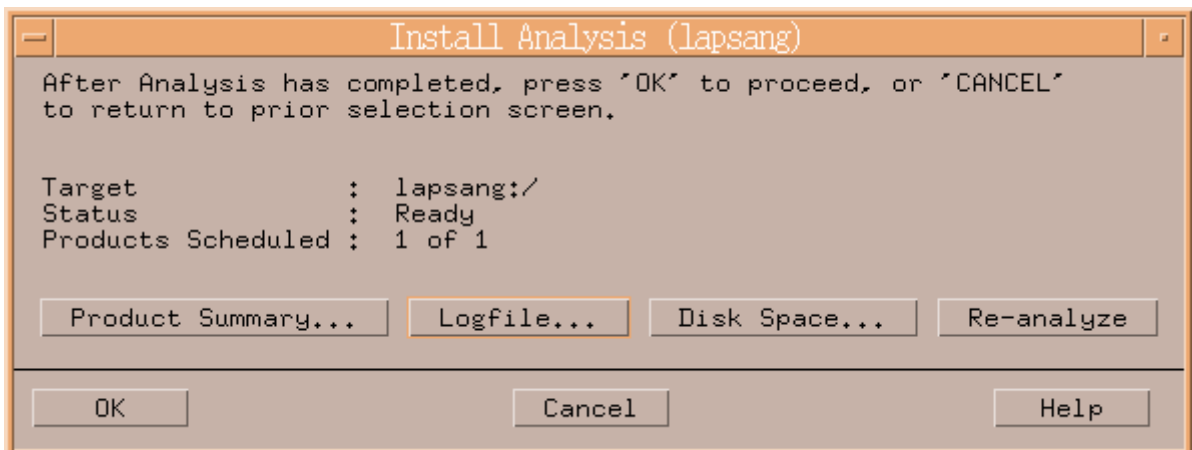 Install Analysis (lapsang)
After Analysis has completed, press ´OK´ to proceed, or ´CANCEL´
to return to prior selection screen.
Target : lapsang:/
Status : Ready
Products Scheduled : 1 of 1
Product Summary... Logfile... Disk Space... Re-analyze
OK Cancel Help